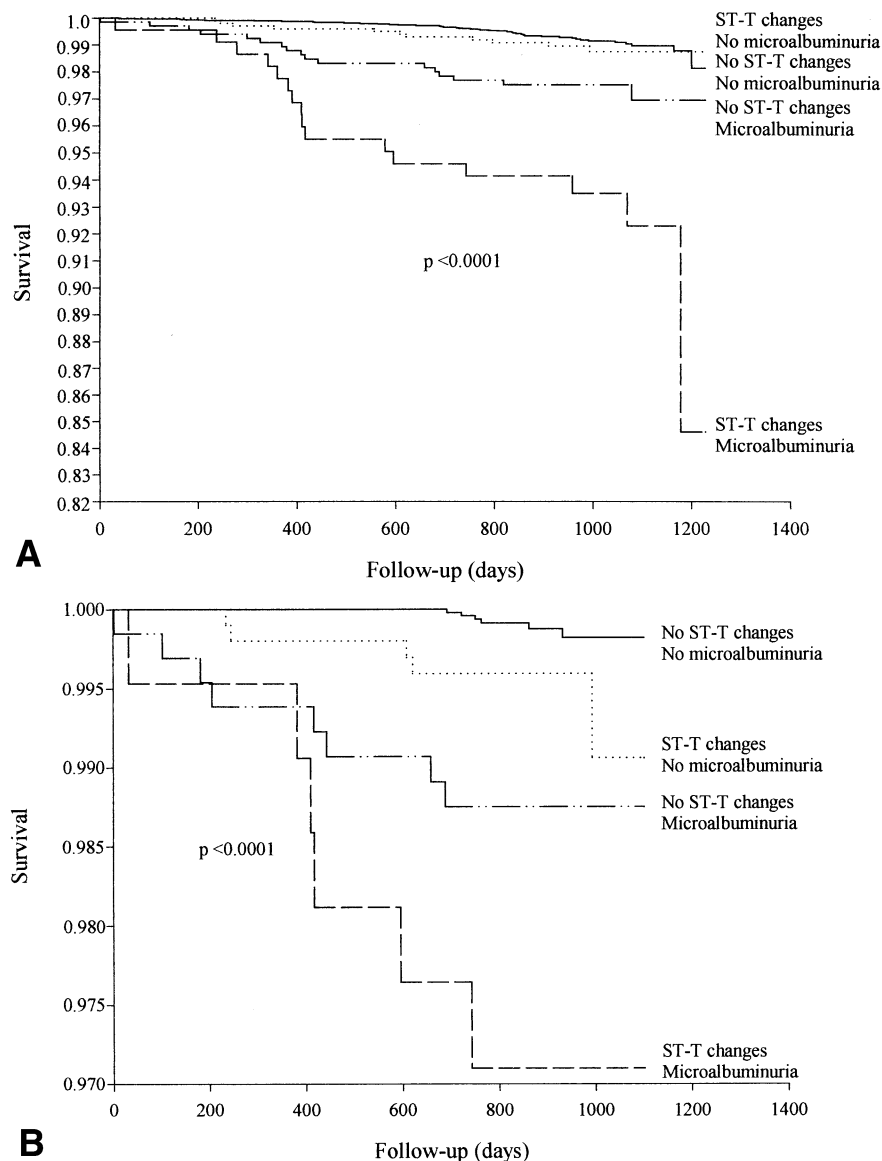 1.0
0.99
0.98
0.97
0.96
0.95
0.94
0.93
0.92
0.91
0.90
0.89
0.88
0.87
0.86
0.85
0.84
0.83
0.82
Survival
0 200 400 600 800 1000 1200 1400
Follow-up (days)
p <0.0001
ST-T changes
No microalbuminuria
No ST-T changes
No microalbuminuria
No ST-T changes
Microalbuminuria
ST-T changes
Microalbuminuria
A
1.000
0.995
0.990
0.985
0.980
0.975
0.970
Survival
0 200 400 600 800 1000 1200 1400
Follow-up (days)
p <0.0001
No ST-T changes
No microalbuminuria
ST-T changes
No microalbuminuria
No ST-T changes
Microalbuminuria
ST-T changes
Microalbuminuria
B